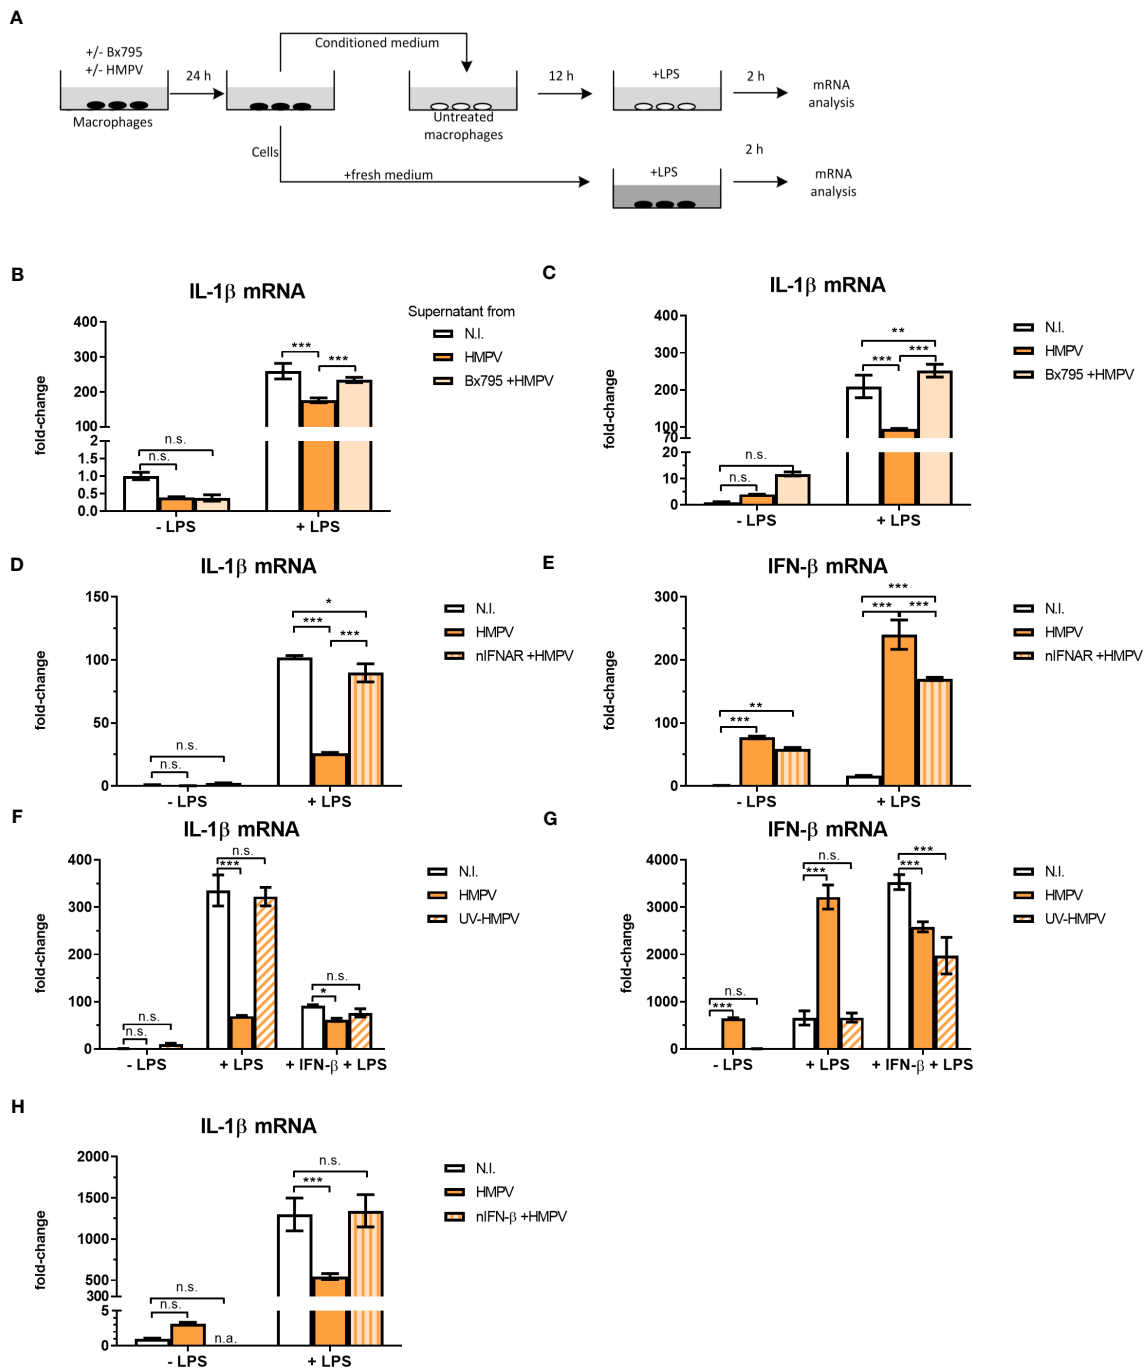 A
+/- Bx795
+/- HMPV
24 h
Macrophages
Conditioned medium
Untreated
macrophages
12 h
+LPS
2 h
mRNA
analysis
Cells
+fresh medium
+LPS
2 h
mRNA
analysis
B
IL-1β mRNA
fold-change
400
300
200
100
2
1.5
1.0
0.5
0.0
n.s.
n.s.
***
***
- LPS
+ LPS
Supernatant from
N.I.
HMPV
Bx795 +HMPV
C
IL-1β mRNA
fold-change
400
300
200
100
70
20
10
0
n.s.
n.s.
**
***
***
- LPS
+ LPS
N.I.
HMPV
Bx795 +HMPV
D
IL-1β mRNA
fold-change
150
100
50
0
n.s.
n.s.
*
***
***
- LPS
+ LPS
N.I.
HMPV
nIFNAR +HMPV
E
IFN-β mRNA
fold-change
300
200
100
0
**
***
***
***
***
- LPS
+ LPS
N.I.
HMPV
nIFNAR +HMPV
F
IL-1β mRNA
fold-change
400
300
200
100
0
n.s.
n.s.
n.s.
***
n.s.
*
- LPS
+ LPS
+ IFN-β + LPS
N.I.
HMPV
UV-HMPV
G
IFN-β mRNA
fold-change
4000
3000
2000
1000
0
n.s.
***
n.s.
***
***
***
- LPS
+ LPS
+ IFN-β + LPS
N.I.
HMPV
UV-HMPV
H
IL-1β mRNA
fold-change
2000
1500
1000
500
300
5
0
n.s.
n.s.
n.a.
n.s.
***
- LPS
+ LPS
N.I.
HMPV
nIFN-β +HMPV